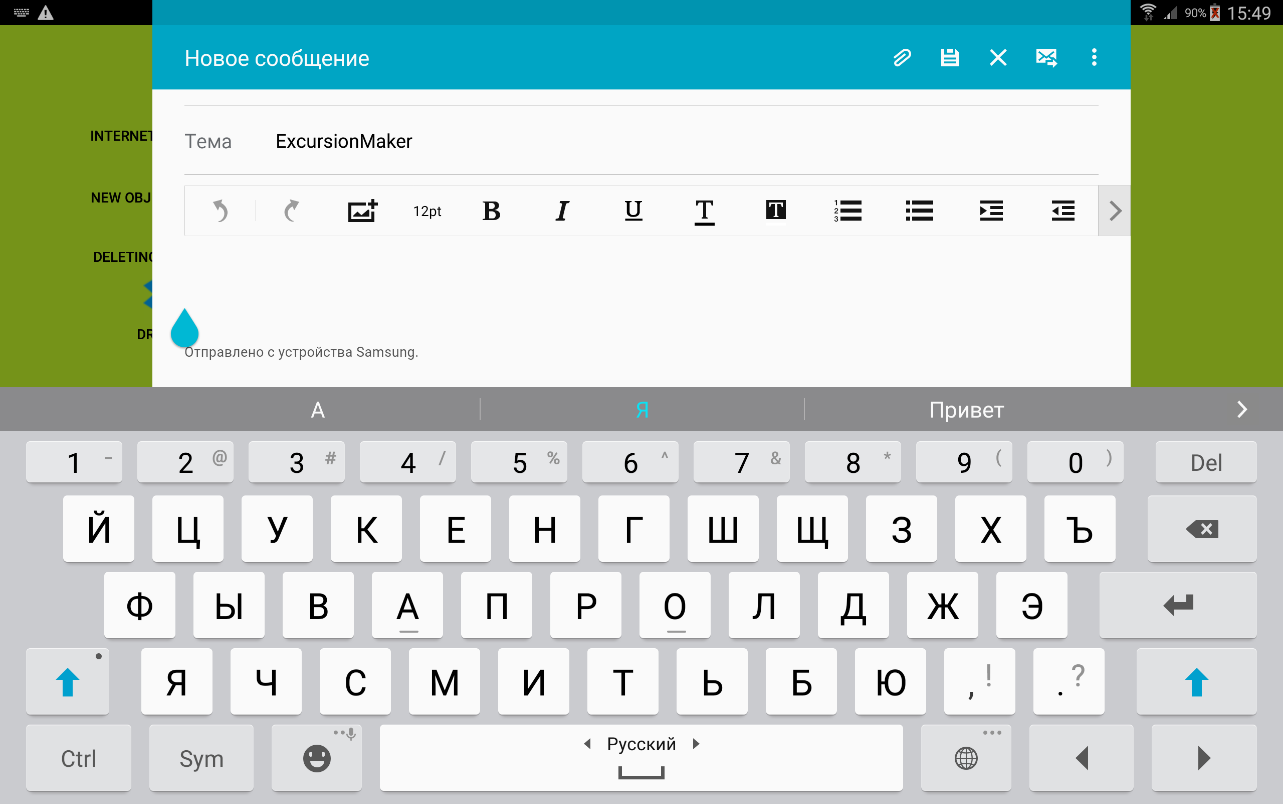 90% 15:49
Новое сообщение
INTERNET
Тема ExcursionMaker
NEW OBJ
12pt B I U T T
DELETING
DR
Отправлено с устройства Samsung.
А Я Привет
1 - 2 @ 3 # 4 / 5 % 6 ^ 7 & 8 * 9 ( 0 ) Del
Й Ц У К Е Н Г Ш Щ З Х Ъ
Ф Ы В А П Р О Л Д Ж Э
Я Ч С М И Т Ь Б Ю , ! . ?
Ctrl Sym Русский